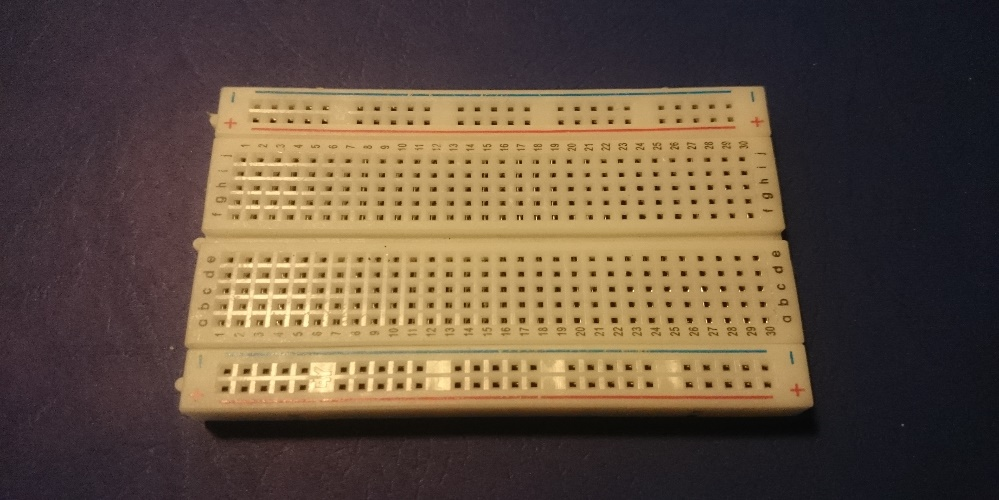 - -
+ +
1 2 3 4 5 6 7 8 9 10 11 12 13 14 15 16 17 18 19 20 21 22 23 24 25 26 27 28 29 30
j j
i i
h h
g g
f f
e e
d d
c c
b b
a a
1 2 3 4 5 6 7 8 9 10 11 12 13 14 15 16 17 18 19 20 21 22 23 24 25 26 27 28 29 30
- -
+ +